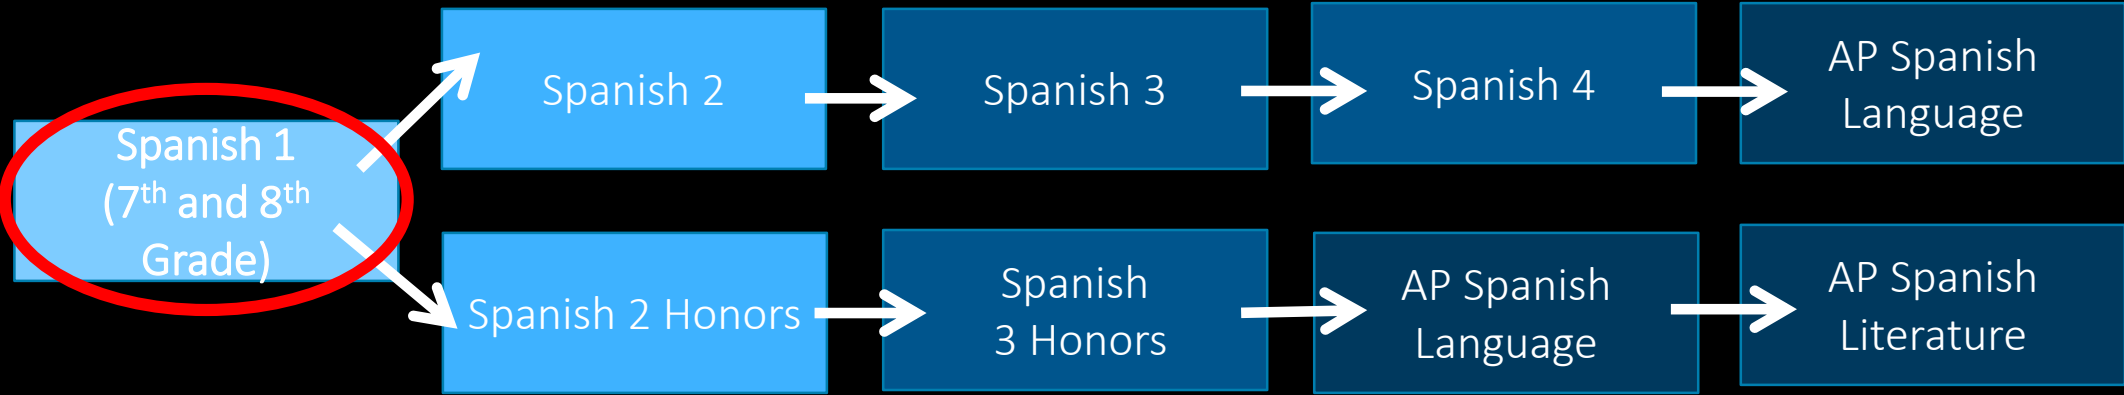 Spanish 1
(7th and 8th
Grade)
Spanish 2
Spanish 3
Spanish 4
AP Spanish
Language
Spanish 2 Honors
Spanish
3 Honors
AP Spanish
Language
AP Spanish
Literature